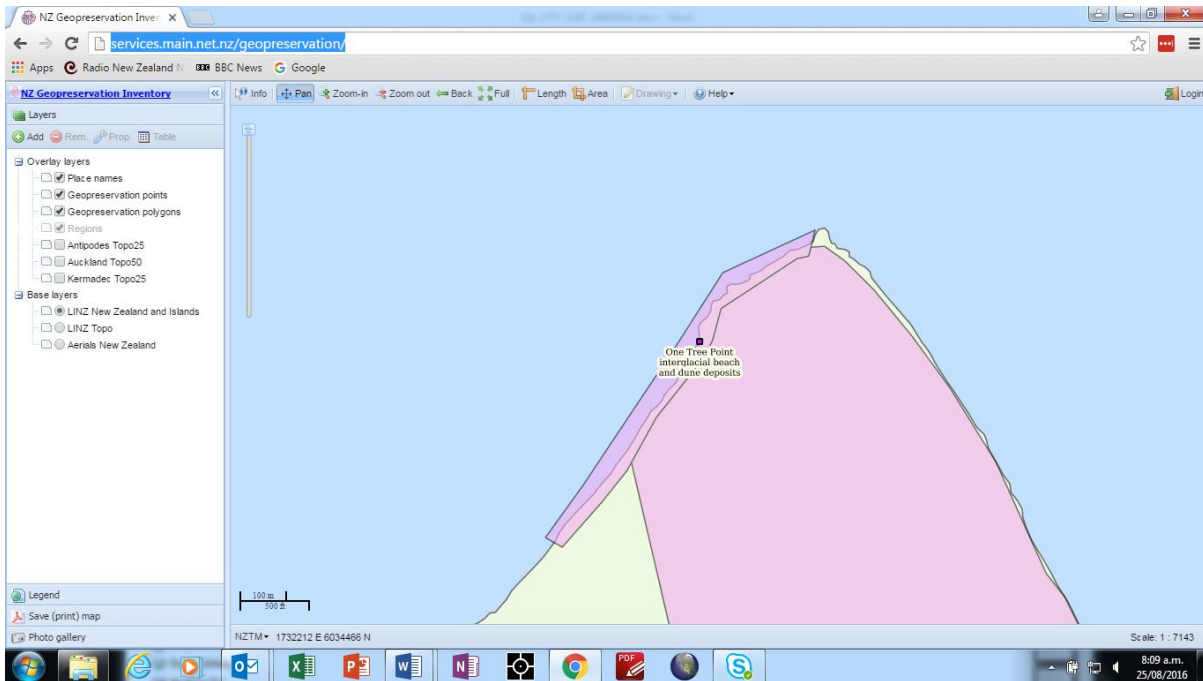 NZ Geopreservation Inven
services.main.net.nz/geopreservation/
Apps Radio New Zealand N BBC News Google
NZ Geopreservation Inventory
Info Pan Zoom-in Zoom out Back Full Length Area Drawing Help Login
Layers
Add Rem. Prop. Table
Overlay layers
Place names
Geopreservation points
Geopreservation polygons
Regions
Antipodes Topo25
Auckland Topo50
Kermadec Topo25
Base layers
LINZ New Zealand and Islands
LINZ Topo
Aerials New Zealand
One Tree Point
interglacial beach
and dune deposits
100 m
500 ft
Legend
Save (print) map
Photo gallery
NZTM 1732212 E 6034466 N
Scale: 1 : 7143
PDF
8:09 a.m.
25/08/2016